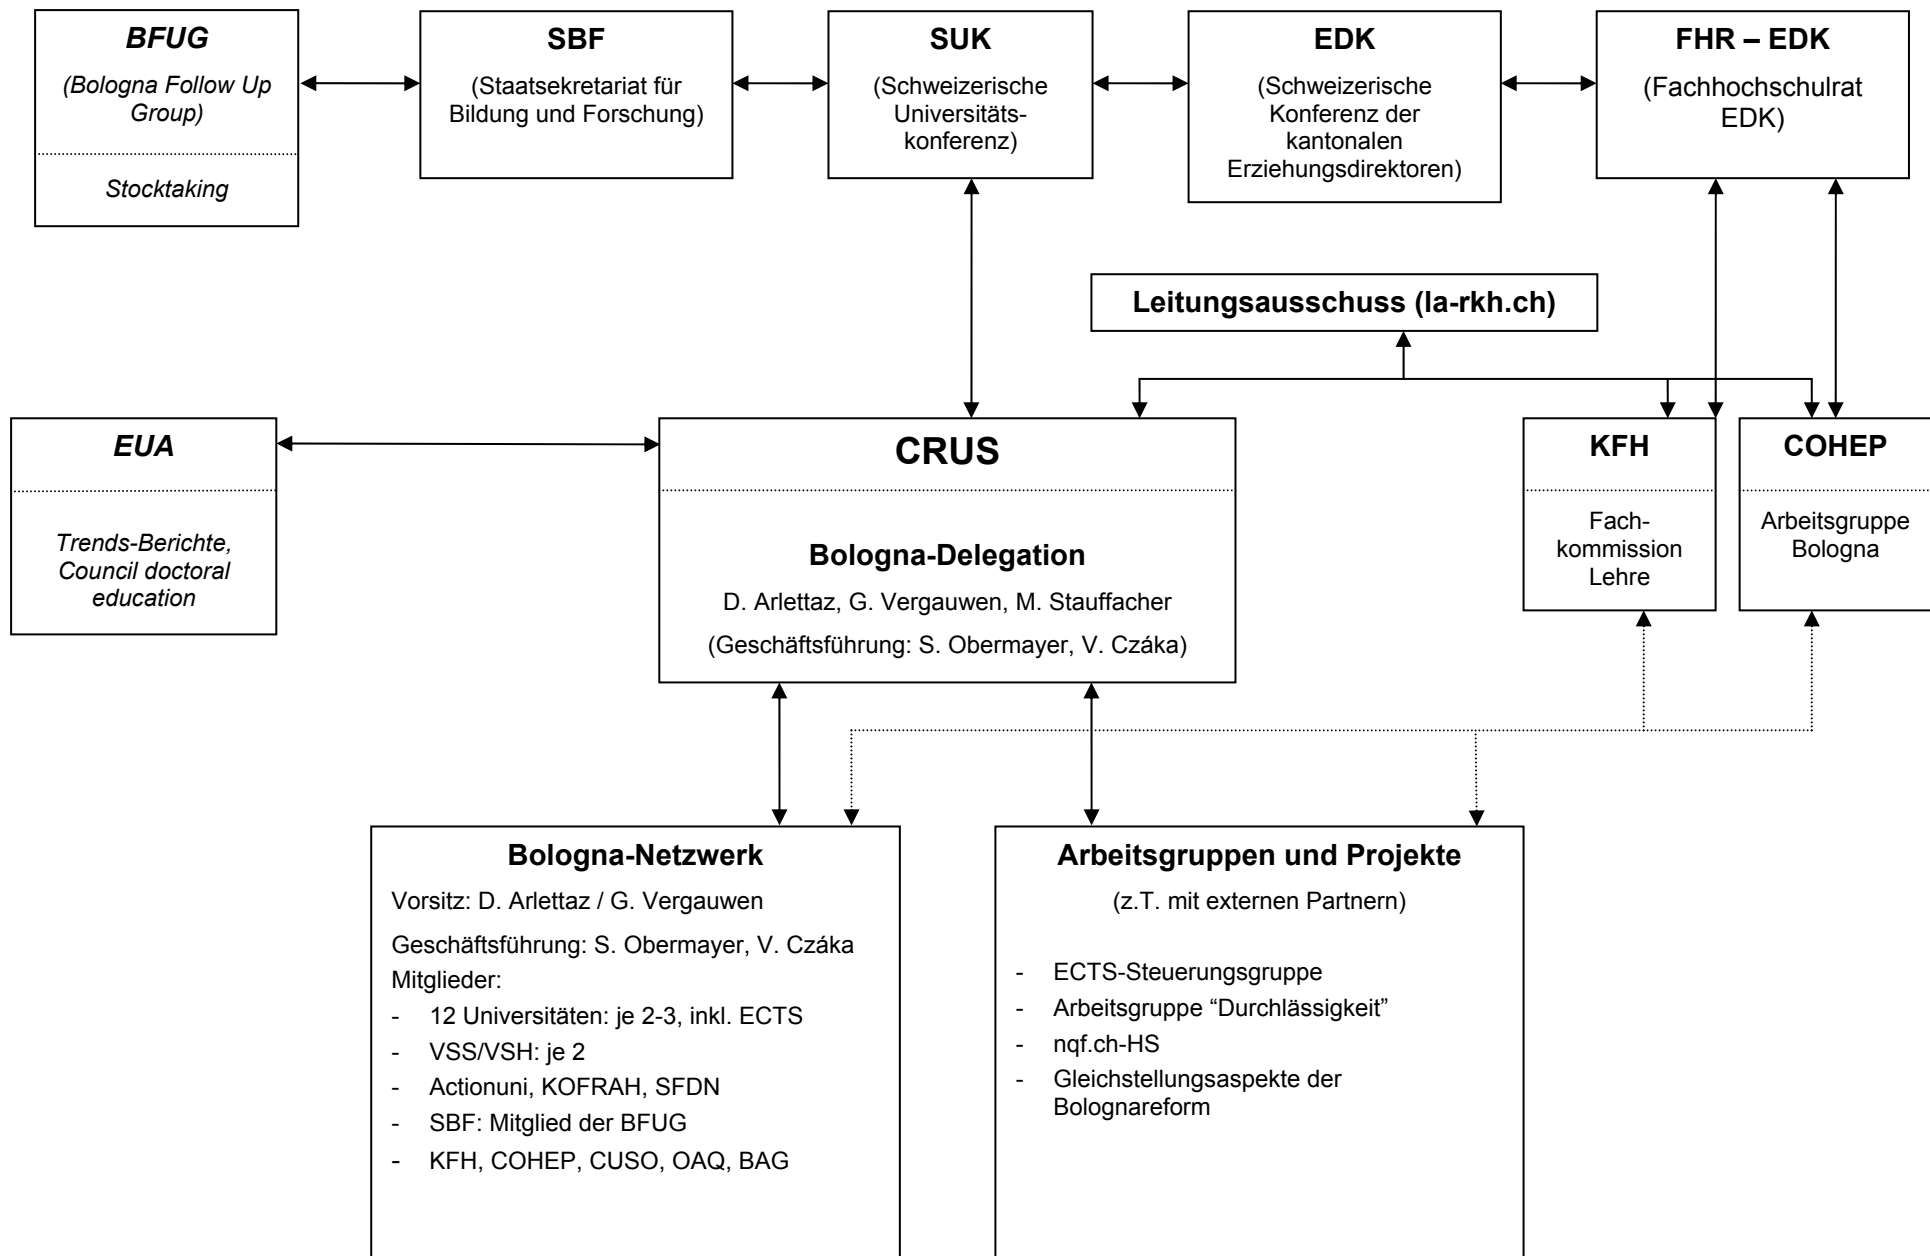 BFUG
(Bologna Follow Up
Group)
Stocktaking
SBF
(Staatsekretariat für
Bildung und Forschung)
SUK
(Schweizerische
Universitäts-
konferenz)
EDK
(Schweizerische
Konferenz der
kantonalen
Erziehungsdirektoren)
FHR – EDK
(Fachhochschulrat
EDK)
Leitungsausschuss (la-rkh.ch)
EUA
Trends-Berichte,
Council doctoral
education
CRUS
Bologna-Delegation
D. Arlettaz, G. Vergauwen, M. Stauffacher
(Geschäftsführung: S. Obermayer, V. Czáka)
KFH
Fach-
kommission
Lehre
COHEP
Arbeitsgruppe
Bologna
Bologna-Netzwerk
Vorsitz: D. Arlettaz / G. Vergauwen
Geschäftsführung: S. Obermayer, V. Czáka
Mitglieder:
- 12 Universitäten: je 2-3, inkl. ECTS
- VSS/VSH: je 2
- Actionuni, KOFRAH, SFDN
- SBF: Mitglied der BFUG
- KFH, COHEP, CUSO, OAQ, BAG
Arbeitsgruppen und Projekte
(z.T. mit externen Partnern)
- ECTS-Steuerungsgruppe
- Arbeitsgruppe “Durchlässigkeit”
- nqf.ch-HS
- Gleichstellungsaspekte der
Bolognareform